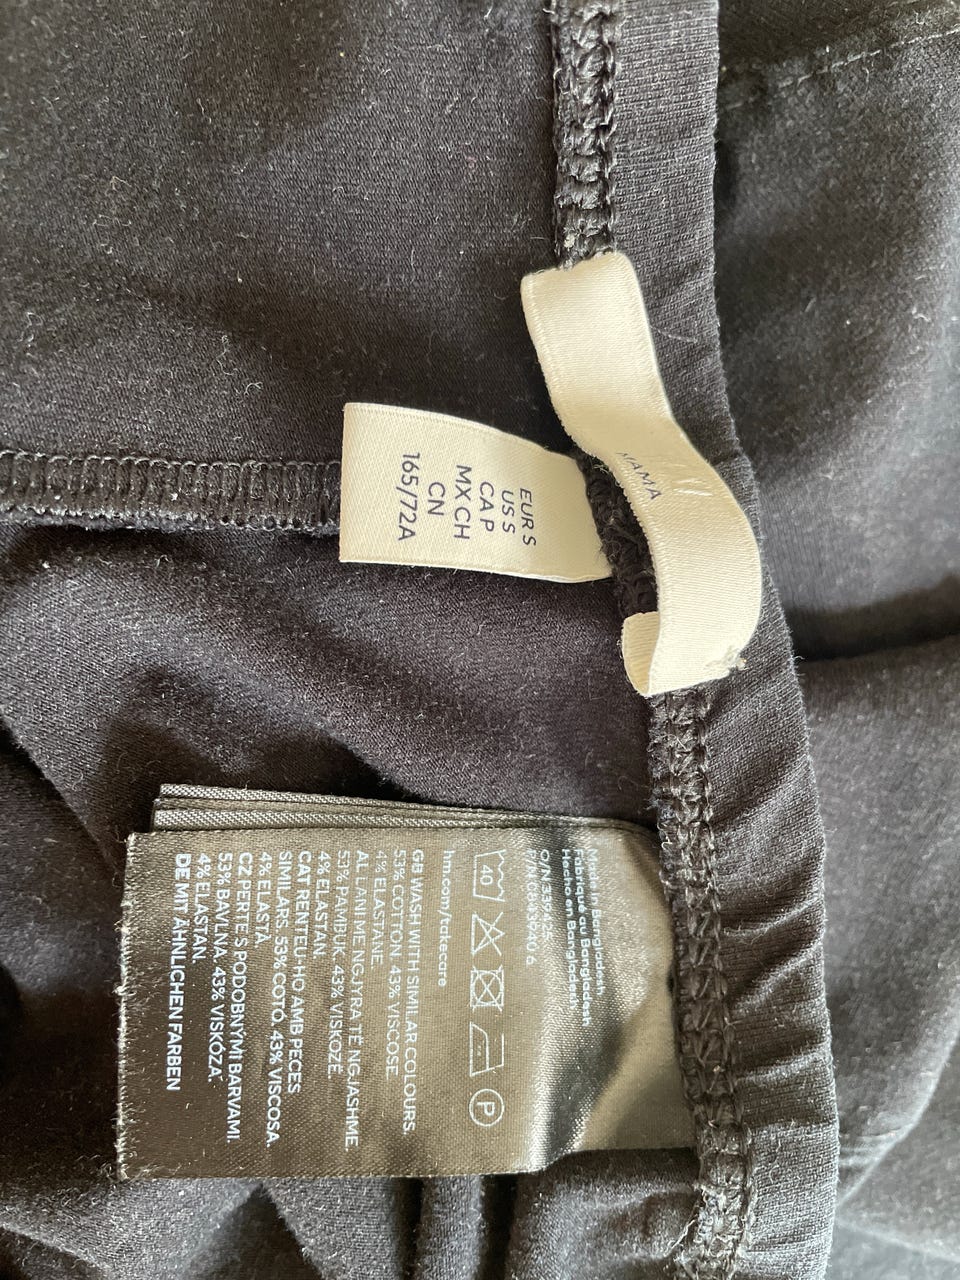 H&M
MAMA
EUR S
US S
CA P
MX CH
CN
165/72A
Made in Bangladesh
Fabriqué au Bangladesh
Hecho en Bangladesh
40
P
hm.com/takecare
GB WASH WITH SIMILAR COLOURS.
53% COTTON. 43% VISCOSE.
4% ELASTANE.
AL LANI ME NGJYRA TË NGJASHME.
53% PAMBUK. 43% VISKOZË.
4% ELASTAN.
CAT RENTEU-HO AMB PECES
SIMILARS. 53% COTÓ. 43% VISCOSA.
4% ELASTÀ.
CZ PERTE S PODOBNÝMI BARVAMI.
53% BAVLNA. 43% VISKÓZA.
4% ELASTAN.
DE MIT ÄHNLICHEN FARBEN